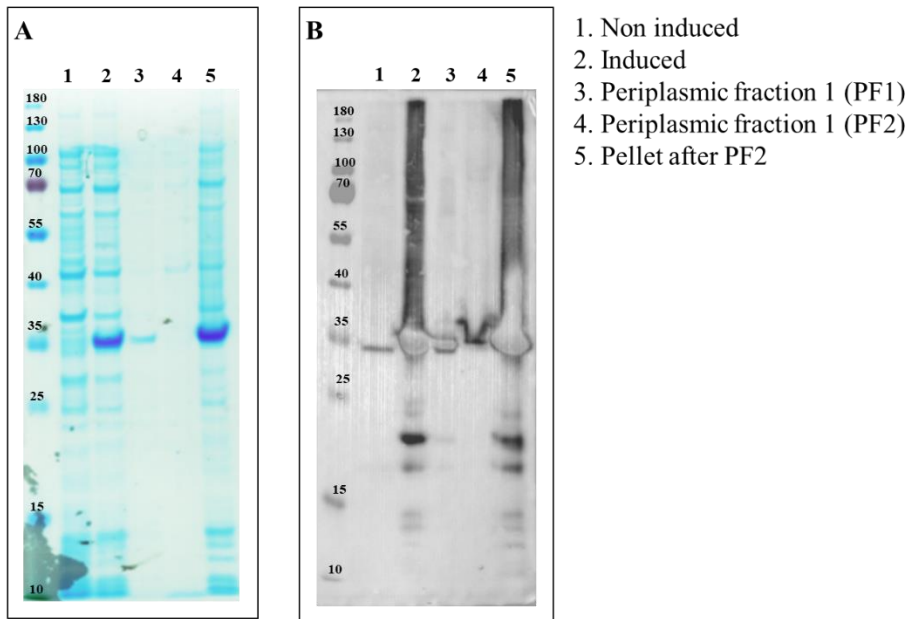 A
1 2 3 4 5
180
130
100
70
55
40
35
25
15
10
B
1 2 3 4 5
180
130
100
70
55
40
35
25
15
10
1. Non induced
2. Induced
3. Periplasmic fraction 1 (PF1)
4. Periplasmic fraction 1 (PF2)
5. Pellet after PF2